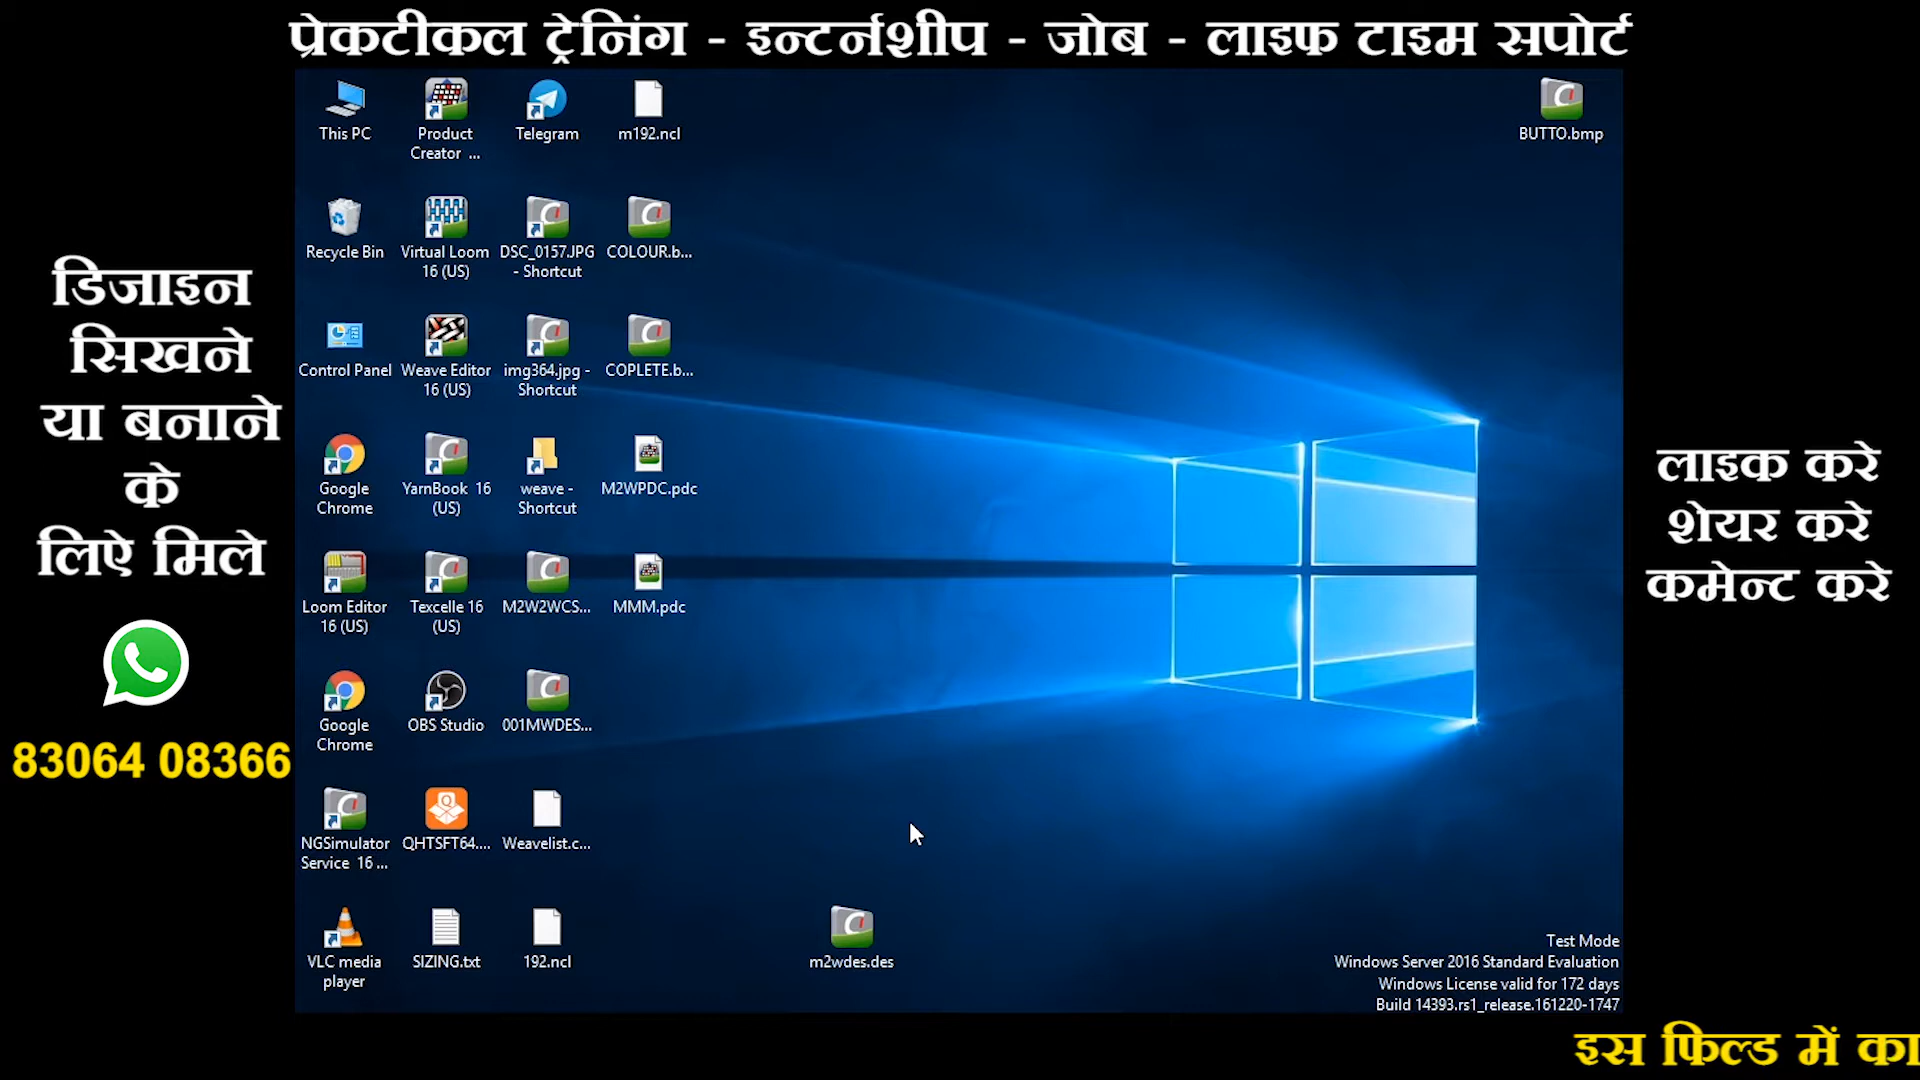 प्रेकटीकल ट्रेनिंग - इन्टर्नशीप - जोब - लाइफ टाइम सपोर्ट
डिजाइन
सिखने
या बनाने
के
लिऐ मिले
83064 08366
This PC
Product
Creator ...
Telegram
m192.ncl
BUTTO.bmp
Recycle Bin
Virtual Loom
16 (US)
DSC_0157.JPG
- Shortcut
COLOUR.b...
Control Panel
Weave Editor
16 (US)
img364.jpg -
Shortcut
COPLETE.b...
Google
Chrome
YarnBook 16
(US)
weave -
Shortcut
M2WPDC.pdc
Loom Editor
16 (US)
Texcelle 16
(US)
M2W2WCS...
MMM.pdc
Google
Chrome
OBS Studio
001MWDES...
NGSimulator
Service 16 ...
QHTSFT64....
Weavelist.c...
VLC media
player
SIZING.txt
192.ncl
m2wdes.des
Test Mode
Windows Server 2016 Standard Evaluation
Windows License valid for 172 days
Build 14393.rs1_release.161220-1747
लाइक करे
शेयर करे
कमेन्ट करे
इस फिल्ड में का